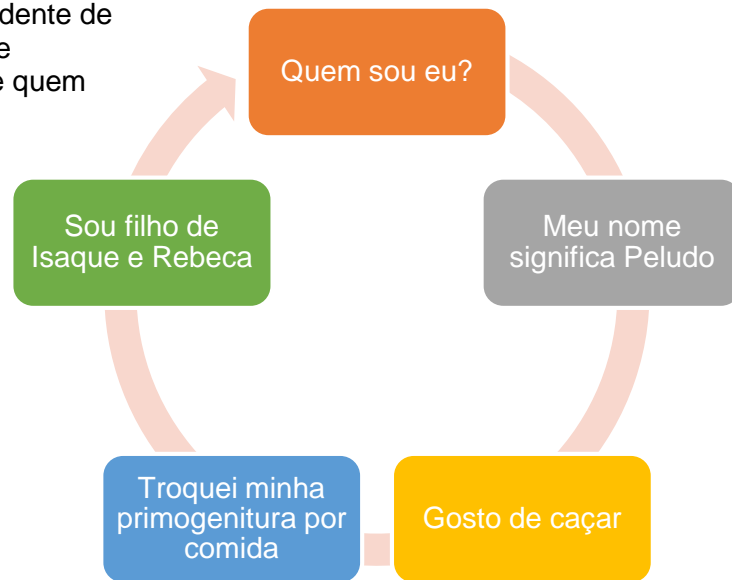 dente de
e
e quem
Quem sou eu?
Meu nome
significa Peludo
Gosto de caçar
Troquei minha
primogenitura por
comida
Sou filho de
Isaque e Rebeca